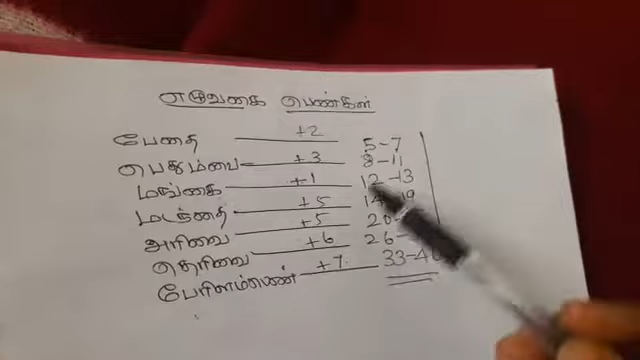 எழுவகை பெண்கள்
பேதை +2 5-7
பெதும்பை +3 8-11
மங்கை +1 12-13
மடந்தை +5 14-19
அரிவை +5 20
தெரிவை +6 26-
பேரிளம்பெண் +7 33-40